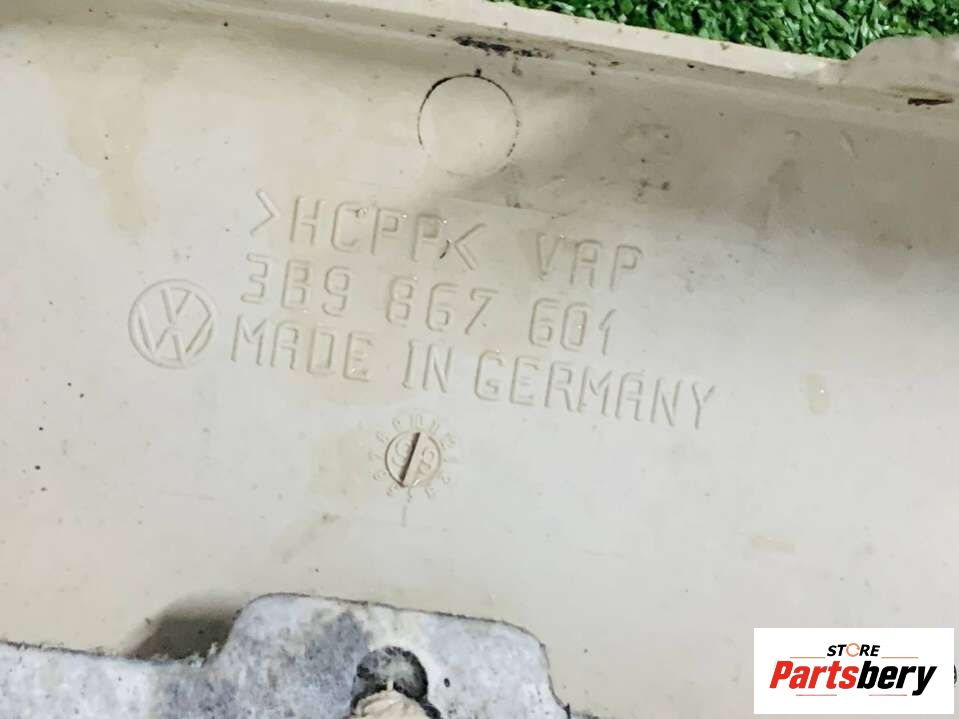 >HCPP< VAP
3B9 867 601
MADE IN GERMANY
STORE
Partsbery